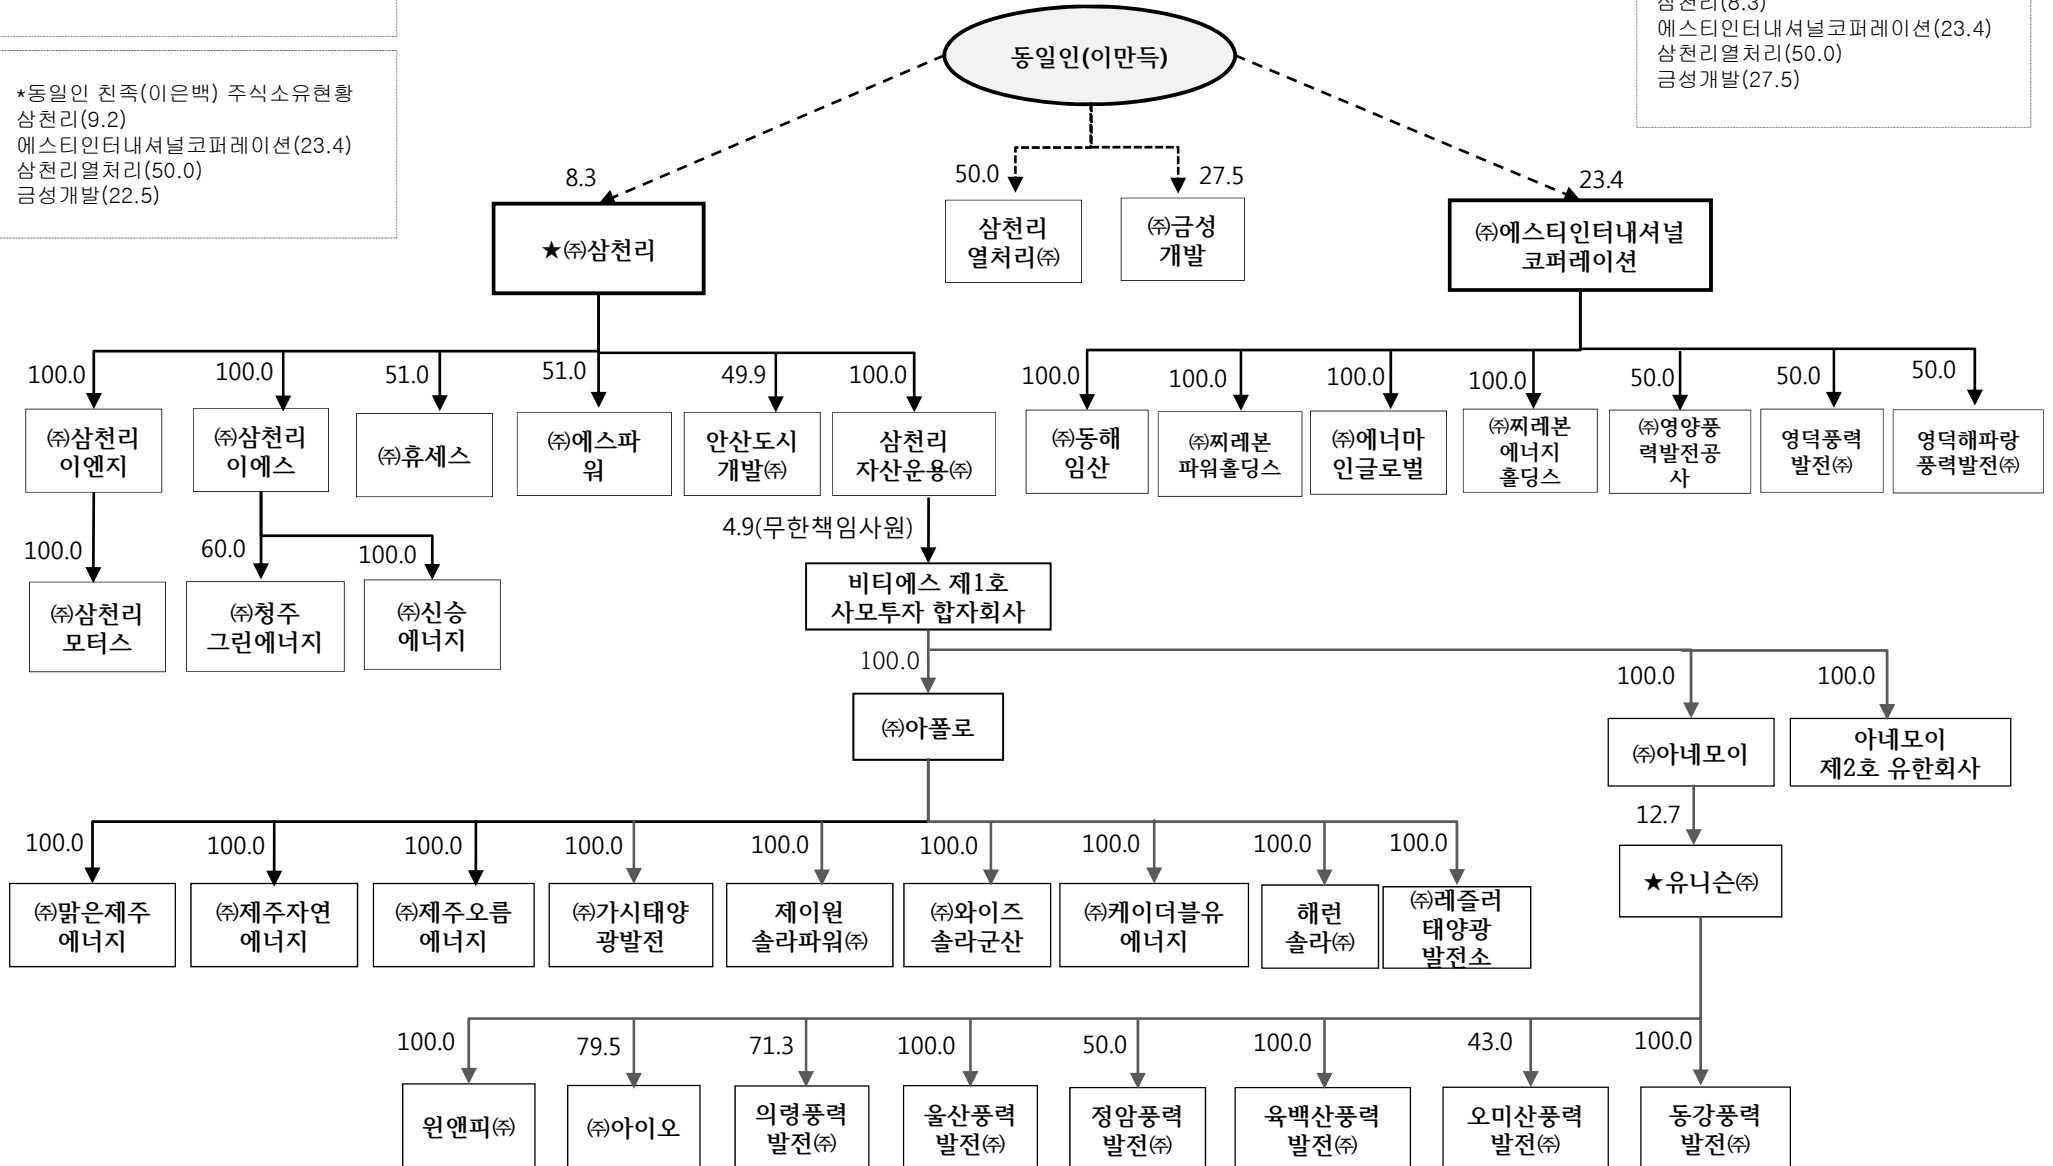 삼천리(8.3)
에스티인터내셔널코퍼레이션(23.4)
삼천리열처리(50.0)
금성개발(27.5)
*동일인 친족(이은백) 주식소유현황
삼천리(9.2)
에스티인터내셔널코퍼레이션(23.4)
삼천리열처리(50.0)
금성개발(22.5)
동일인(이만득)
8.3
50.0
27.5
23.4
★㈜삼천리
삼천리
열처리㈜
㈜금성
개발
㈜에스티인터내셔널
코퍼레이션
100.0
100.0
51.0
51.0
49.9
100.0
100.0
100.0
100.0
100.0
50.0
50.0
50.0
㈜삼천리
이엔지
㈜삼천리
이에스
㈜휴세스
㈜에스파
워
안산도시
개발㈜
삼천리
자산운용㈜
㈜동해
임산
㈜찌레본
파워홀딩스
㈜에너마
인글로벌
㈜찌레본
에너지
홀딩스
㈜영양풍
력발전공
사
영덕풍력
발전㈜
영덕해파랑
풍력발전㈜
100.0
60.0
100.0
4.9(무한책임사원)
㈜삼천리
모터스
㈜청주
그린에너지
㈜신승
에너지
비티에스 제1호
사모투자 합자회사
100.0
100.0
100.0
㈜아폴로
㈜아네모이
아네모이
제2호 유한회사
12.7
100.0
100.0
100.0
100.0
100.0
100.0
100.0
100.0
100.0
㈜맑은제주
에너지
㈜제주자연
에너지
㈜제주오름
에너지
㈜가시태양
광발전
제이원
솔라파워㈜
㈜와이즈
솔라군산
㈜케이더블유
에너지
해런
솔라㈜
㈜레즐러
태양광
발전소
★유니슨㈜
100.0
79.5
71.3
100.0
50.0
100.0
43.0
100.0
윈앤피㈜
㈜아이오
의령풍력
발전㈜
울산풍력
발전㈜
정암풍력
발전㈜
육백산풍력
발전㈜
오미산풍력
발전㈜
동강풍력
발전㈜